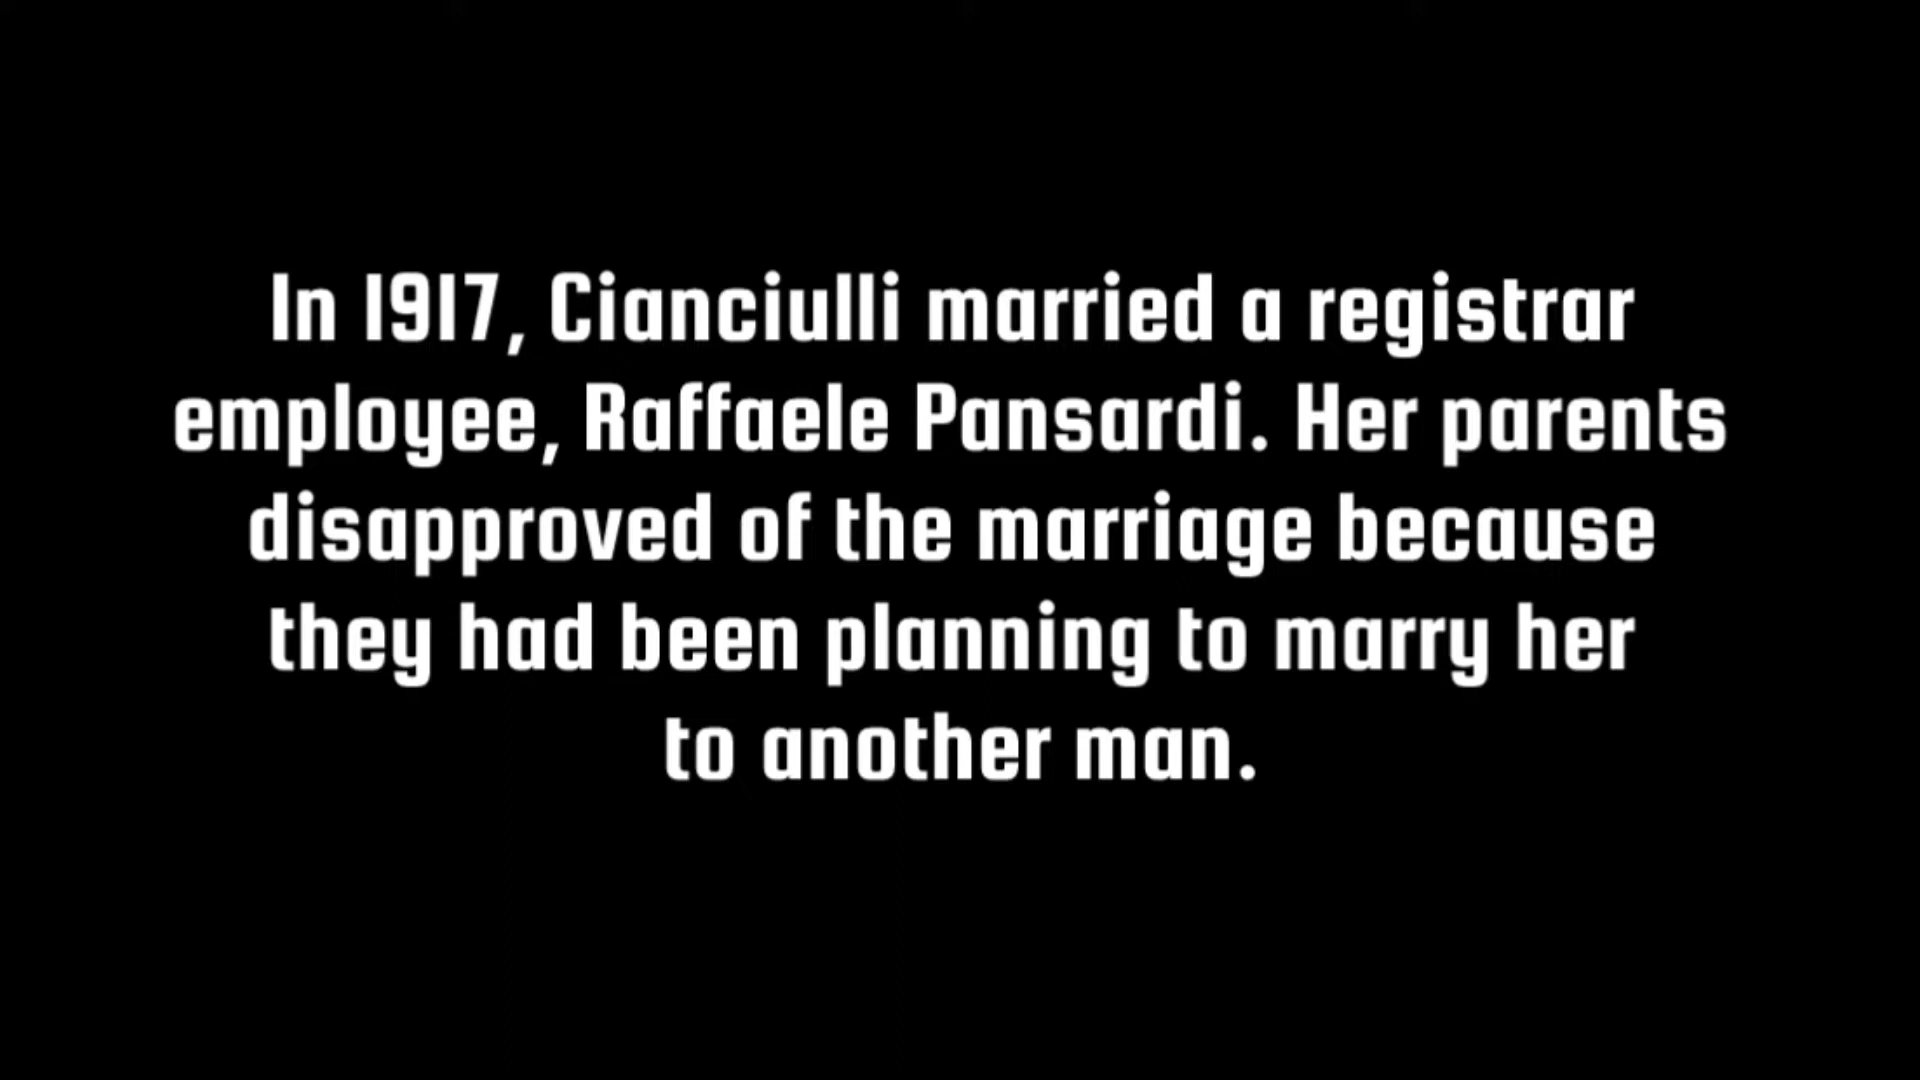 In 1917, Cianciulli married a registrar
employee, Raffaele Pansardi. Her parents
disapproved of the marriage because
they had been planning to marry her
to another man.